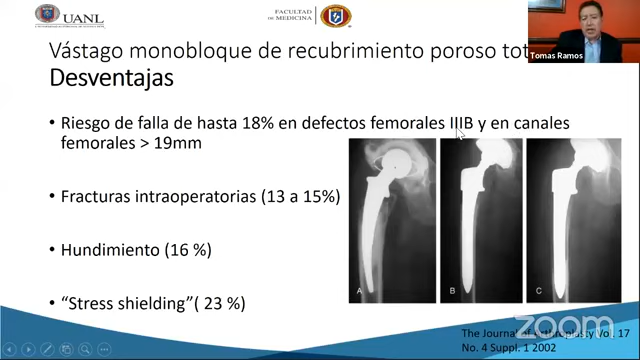 UANL
FACULTAD
DE MEDICINA
Tomas Ramos
Vástago monobloque de recubrimiento poroso tot
Desventajas
• Riesgo de falla de hasta 18% en defectos femorales IIIB y en canales
femorales > 19mm
• Fracturas intraoperatorias (13 a 15%)
• Hundimiento (16 %)
• “Stress shielding”( 23 %)
A
B
C
The Journal of Arthroplasty Vol. 17
No. 4 Suppl. 1 2002
zoom